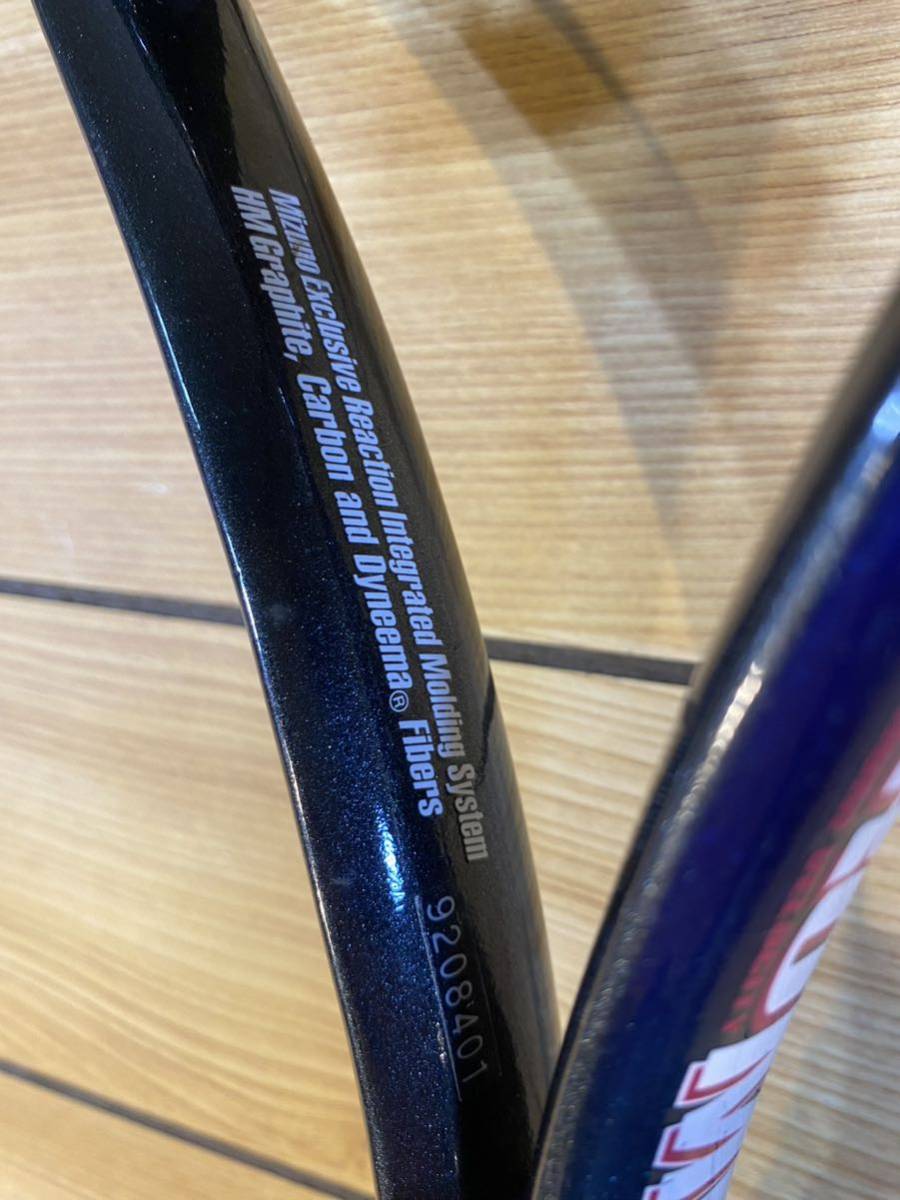 Mizuno Exclusive Reaction Integrated Molding System
HM Graphite, Carbon and Dyneema® Fibers
9208401